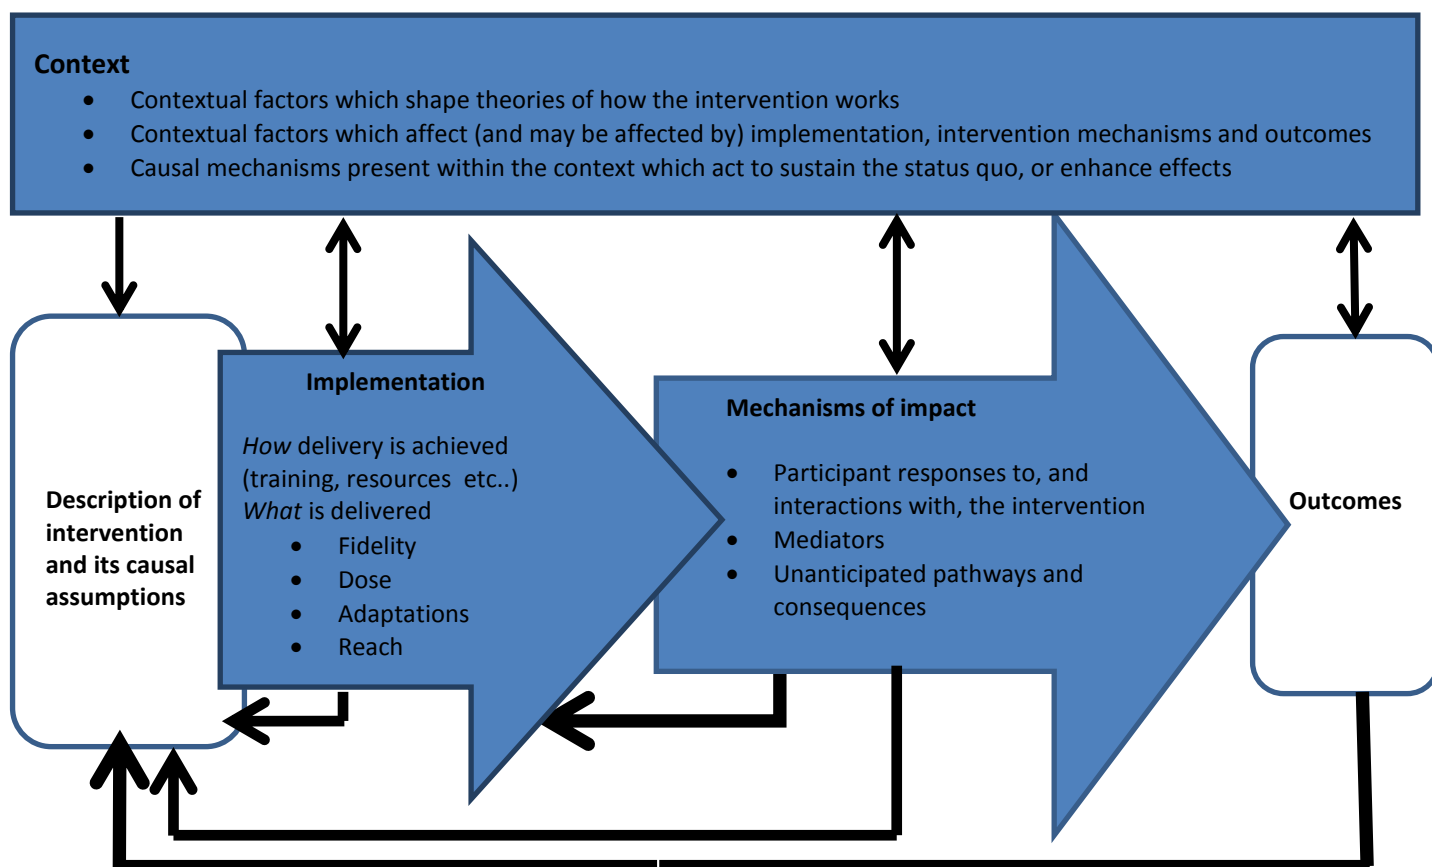 Context
• Contextual factors which shape theories of how the intervention works
• Contextual factors which affect (and may be affected by) implementation, intervention mechanisms and outcomes
• Causal mechanisms present within the context which act to sustain the status quo, or enhance effects
Description of
intervention
and its causal
assumptions
Implementation
How delivery is achieved
(training, resources etc..)
What is delivered
• Fidelity
• Dose
• Adaptations
• Reach
Mechanisms of impact
• Participant responses to, and
interactions with, the intervention
• Mediators
• Unanticipated pathways and
consequences
Outcomes